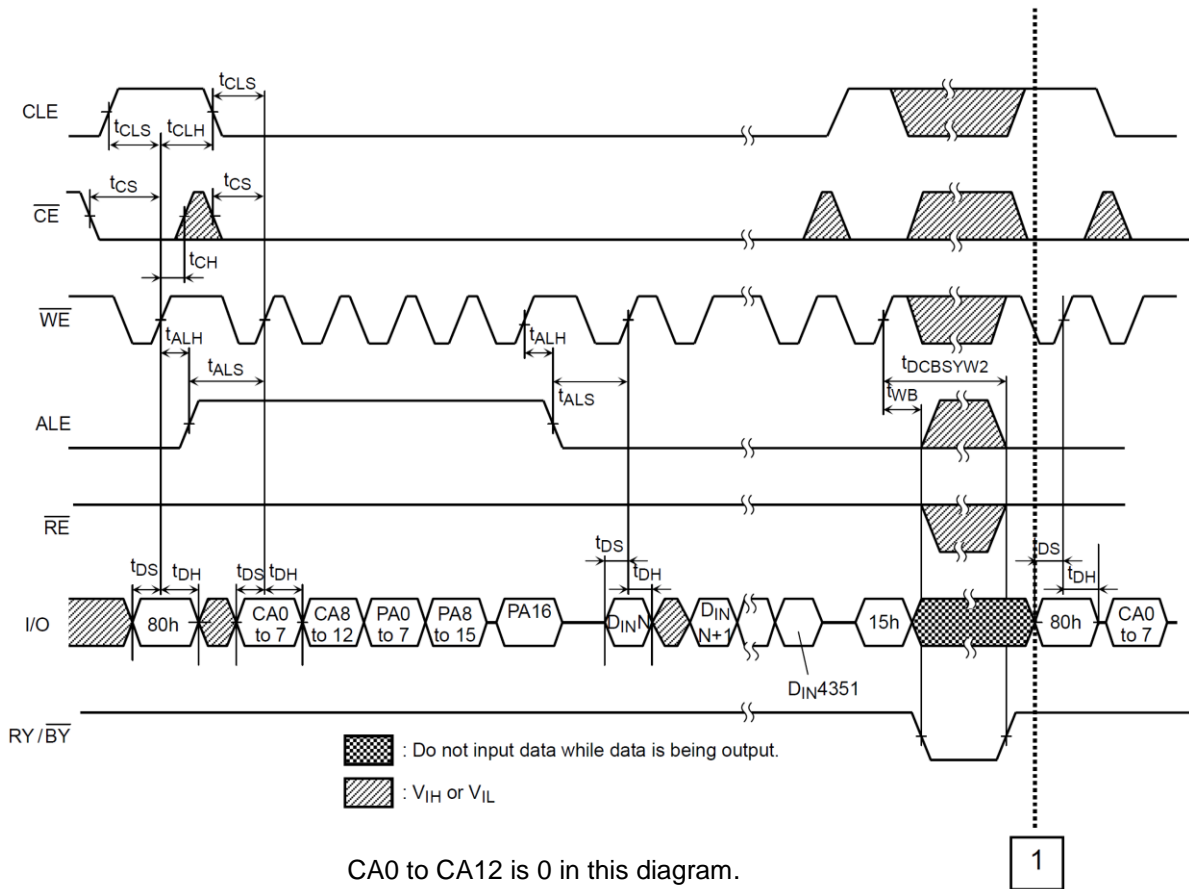 tCLS
CLE
tCLS tCLH
tCS tCS
CE
tCH
WE
tALH tALH
tDCBSYW2
tALS tALS
tWB
ALE
RE
tDS tDH tDS tDH tDS tDH DS tDH
I/O 80h CA0 to 7 CA8 to 12 PA0 to 7 PA8 to 15 PA16 DINN DIN N+1 15h 80h CA0 to 7
DIN4351
RY / BY
: Do not input data while data is being output.
: VIH or VIL
CA0 to CA12 is 0 in this diagram.
1